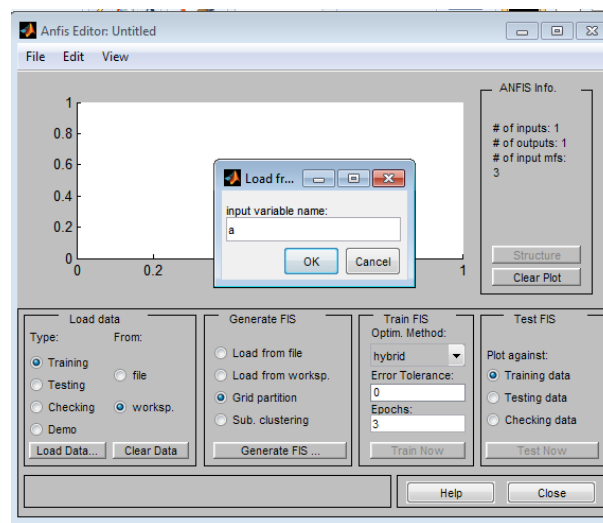 Anfis Editor: Untitled
File Edit View
1
0.8
0.6
0.4
0.2
0
0 0.2 1
ANFIS Info.
# of inputs: 1
# of outputs: 1
# of input mfs:
3
Structure
Clear Plot
Load fr...
input variable name:
a
OK Cancel
Load data
Type: From:
Training
Testing
Checking
Demo
file
worksp.
Load Data... Clear Data
Generate FIS
Load from file
Load from worksp.
Grid partition
Sub. clustering
Generate FIS ...
Train FIS
Optim. Method:
hybrid
Error Tolerance:
0
Epochs:
3
Train Now
Test FIS
Plot against:
Training data
Testing data
Checking data
Test Now
Help Close